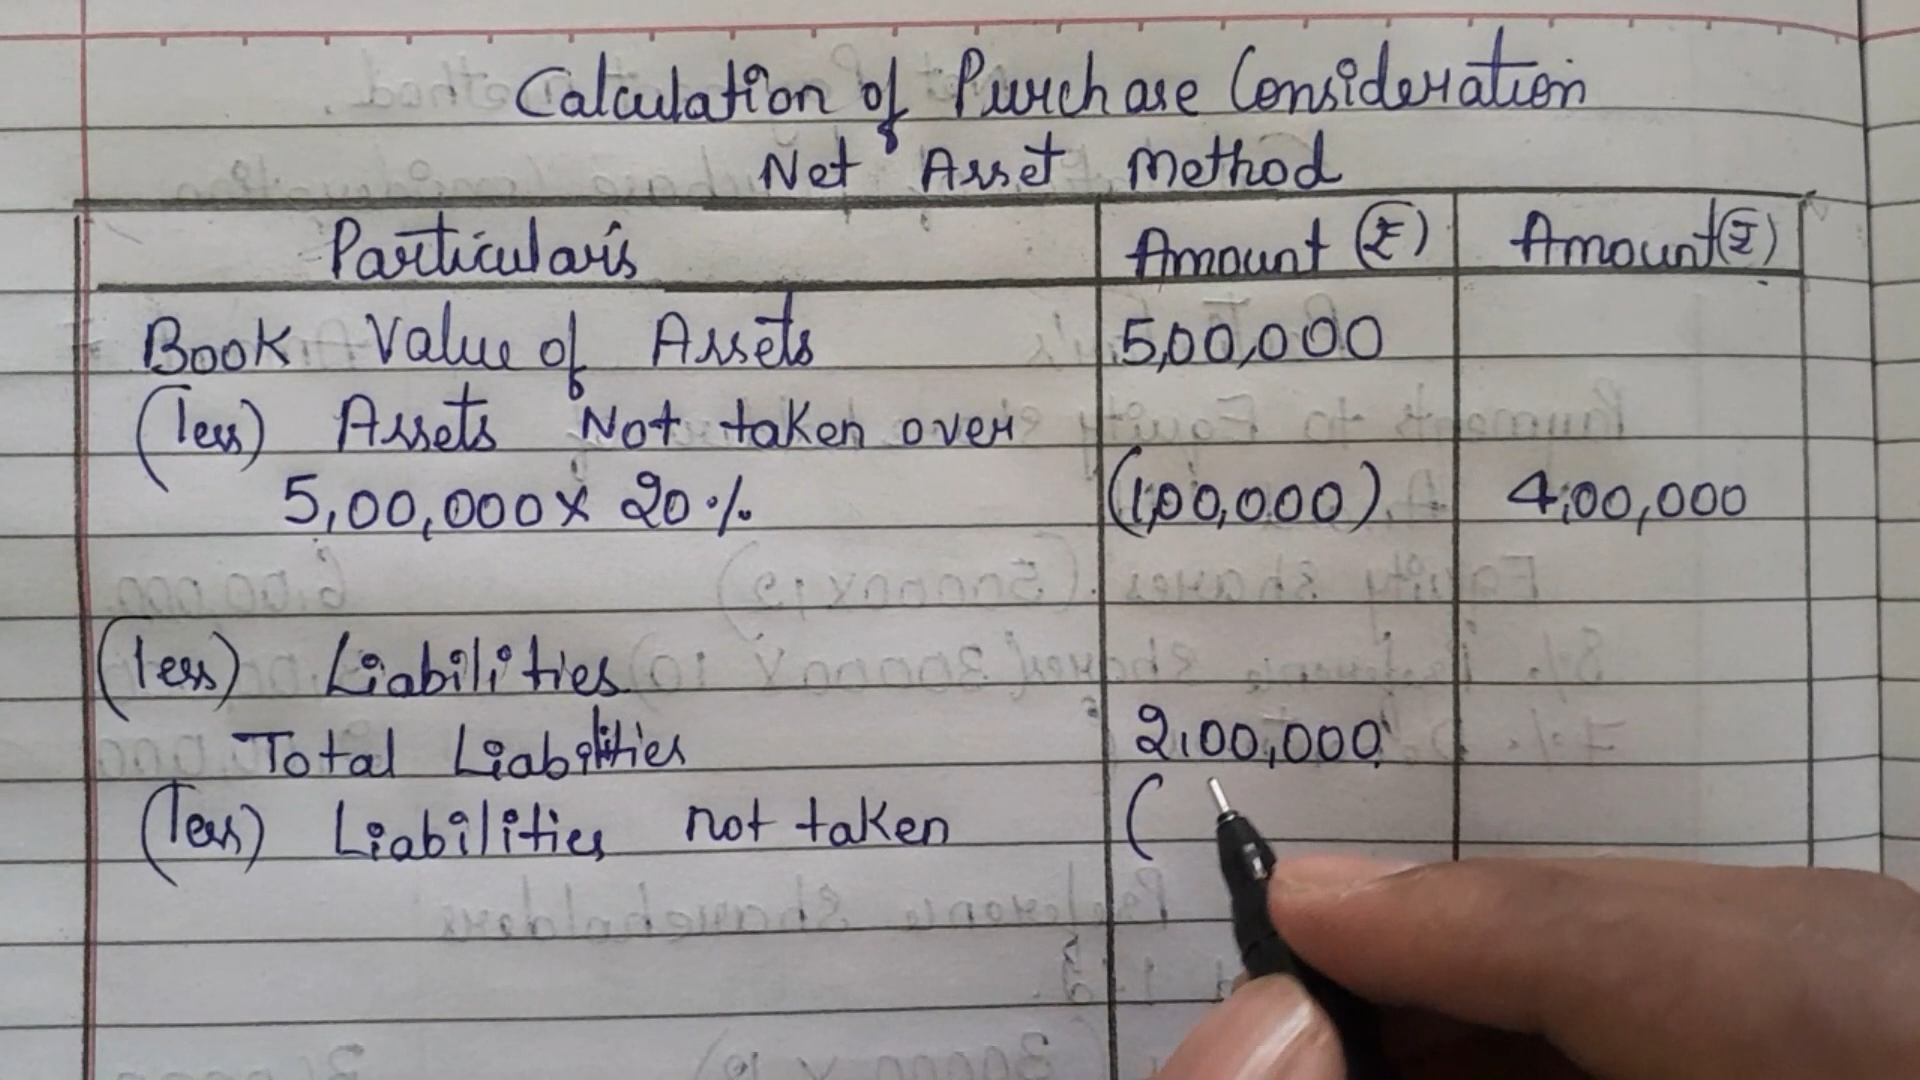 Calculation of Purchase Consideration
Net Asset Method
Particulars Amount (₹) Amount (₹)
Book Value of Assets 5,00,000
(less) Assets Not taken over
5,00,000 x 20% (1,00,000) 4,00,000
(less) Liabilities
Total Liabilities 2,00,000
(less) Liabilities not taken (